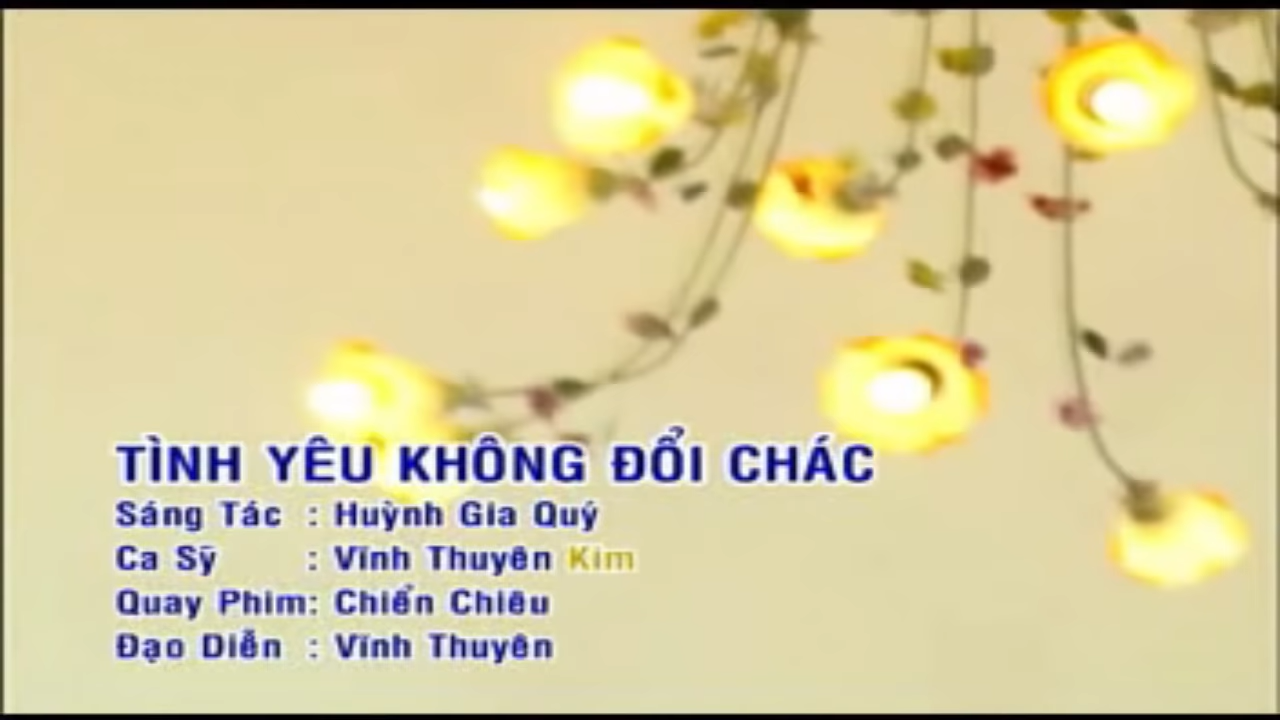 TÌNH YÊU KHÔNG ĐỔI CHÁC
Sáng Tác : Huỳnh Gia Quý
Ca Sỹ : Vĩnh Thuyên Kim
Quay Phim: Chiển Chiêu
Đạo Diễn : Vĩnh Thuyên